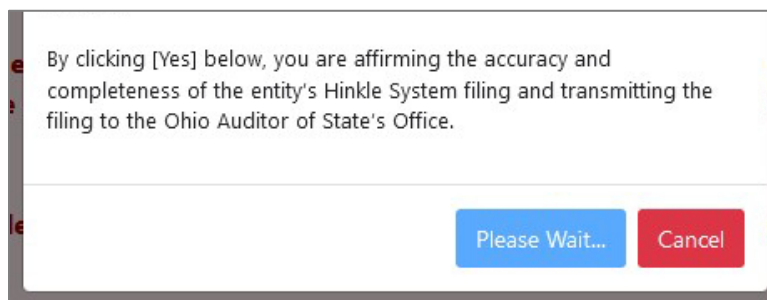 By clicking [Yes] below, you are affirming the accuracy and
completeness of the entity's Hinkle System filing and transmitting the
filing to the Ohio Auditor of State's Office.
Please Wait...
Cancel